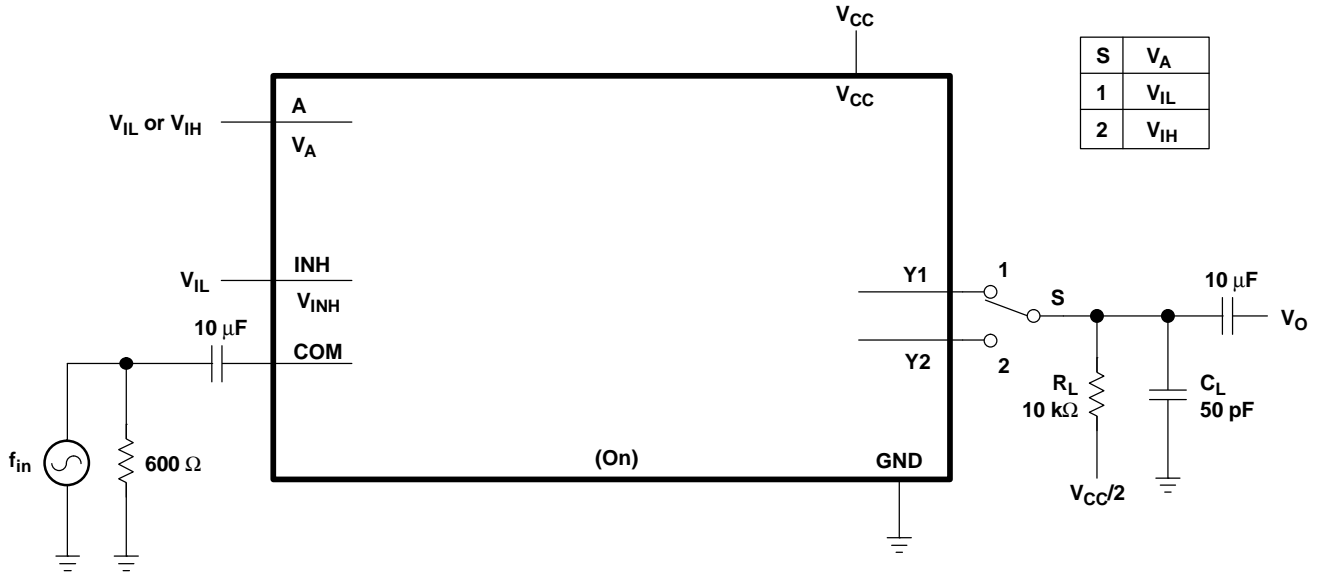 VCC
S VA
1 VIL
2 VIH
VCC
A
VIL or VIH
VA
INH
VIL
VINH
Y1
1
S
10 μF
VO
10 μF
COM
Y2
2
RL
10 kΩ
CL
50 pF
fin
600 Ω
(On)
GND
VCC/2